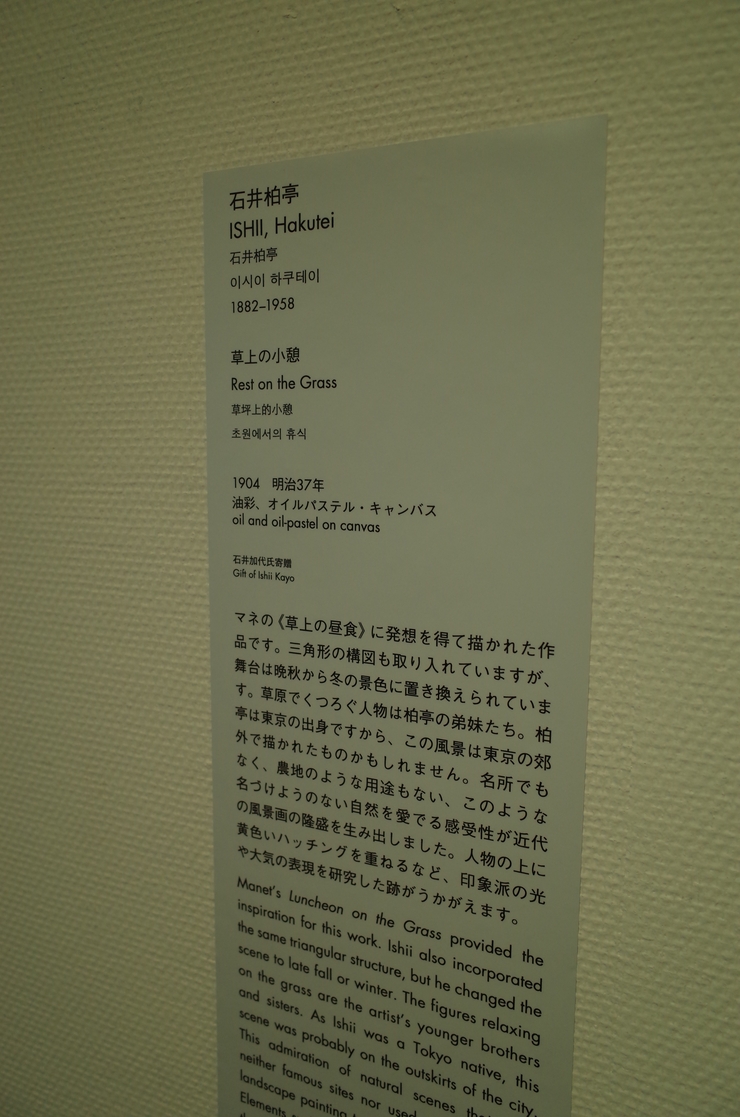 石井柏亭
ISHII, Hakutei
石井柏亭
이시이 하쿠테이
1882–1958
草上の小憩
Rest on the Grass
草坪上的小憩
초원에서의 휴식
1904　明治37年
油彩、オイルパステル・キャンバス
oil and oil-pastel on canvas
石井加代氏寄贈
Gift of Ishii Kayo
マネの《草上の昼食》に発想を得て描かれた作
品です。三角形の構図も取り入れていますが、
舞台は晩秋から冬の景色に置き換えられていま
す。草原でくつろぐ人物は柏亭の弟妹たち。柏
亭は東京の出身ですから、この風景は東京の郊
外で描かれたものかもしれません。名所でも
なく、農地のような用途もない、このような
名づけようのない自然を愛でる感受性が近代
の風景画の隆盛を生み出しました。人物の上に
黄色いハッチングを重ねるなど、印象派の光
や大気の表現を研究した跡がうかがえます。
Manet's Luncheon on the Grass provided the
inspiration for this work. Ishii also incorporated
the same triangular structure, but he changed the
scene to late fall or winter. The figures relaxing
on the grass are the artist's younger brothers
and sisters. As Ishii was a Tokyo native, this
scene was probably on the outskirts of the city.
This admiration of natural scenes
neither famous sites nor used
landscape painting
Elements